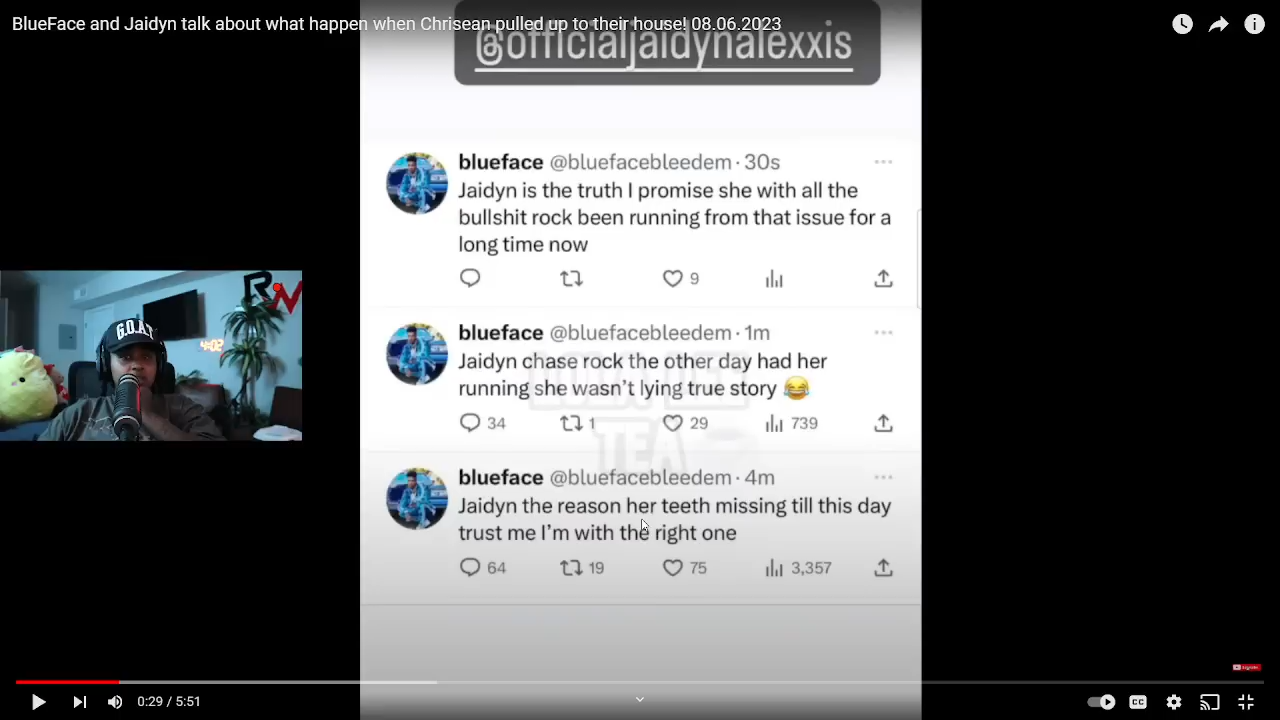 BlueFace and Jaidyn talk about what happen when Chrisean pulled up to their house! 08.06.2023
@officialjaidynalexxis
blueface @bluefacebleedem · 30s
Jaidyn is the truth I promise she with all the
bullshit rock been running from that issue for a
long time now
9
blueface @bluefacebleedem · 1m
Jaidyn chase rock the other day had her
running she wasn't lying true story 😂
34 1 29 739
TEA
blueface @bluefacebleedem · 4m
Jaidyn the reason her teeth missing till this day
trust me I'm with the right one
64 19 75 3,357
G.O.A.T
4:02
0:29 / 5:51
CC